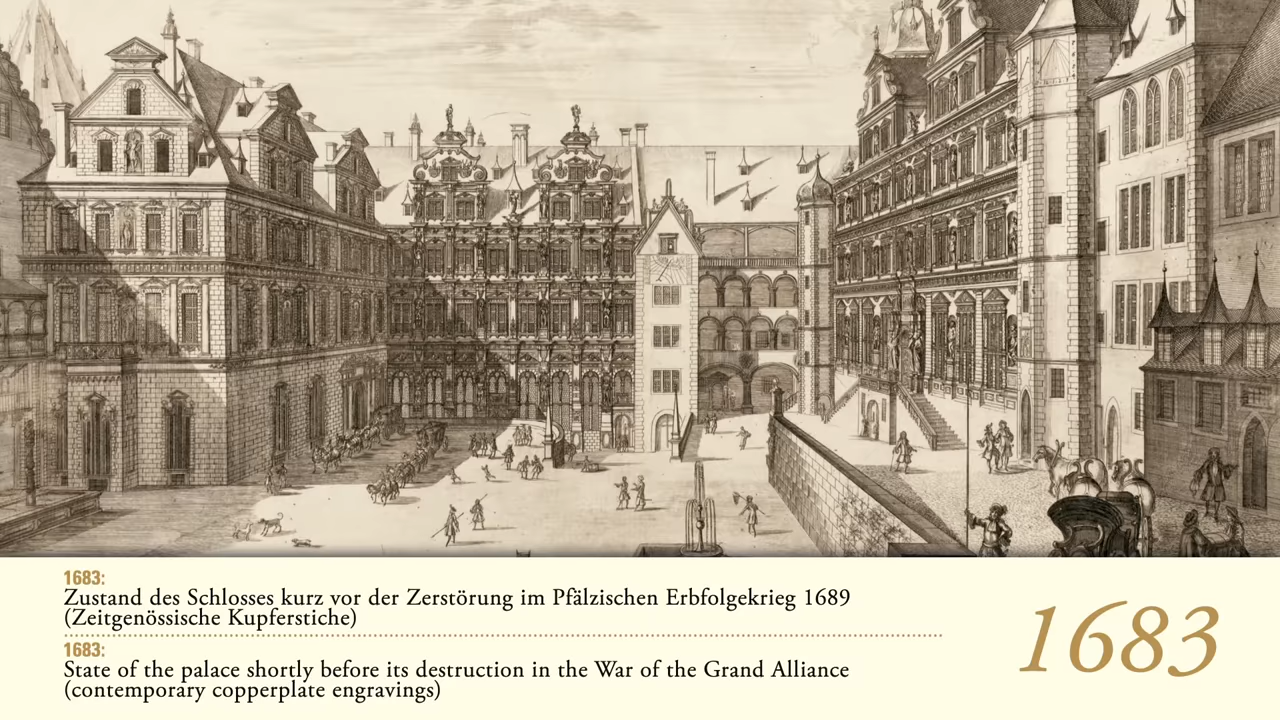 1683:
Zustand des Schlosses kurz vor der Zerstörung im Pfälzischen Erbfolgekrieg 1689
(Zeitgenössische Kupferstiche)
1683:
State of the palace shortly before its destruction in the War of the Grand Alliance
(contemporary copperplate engravings)
1683